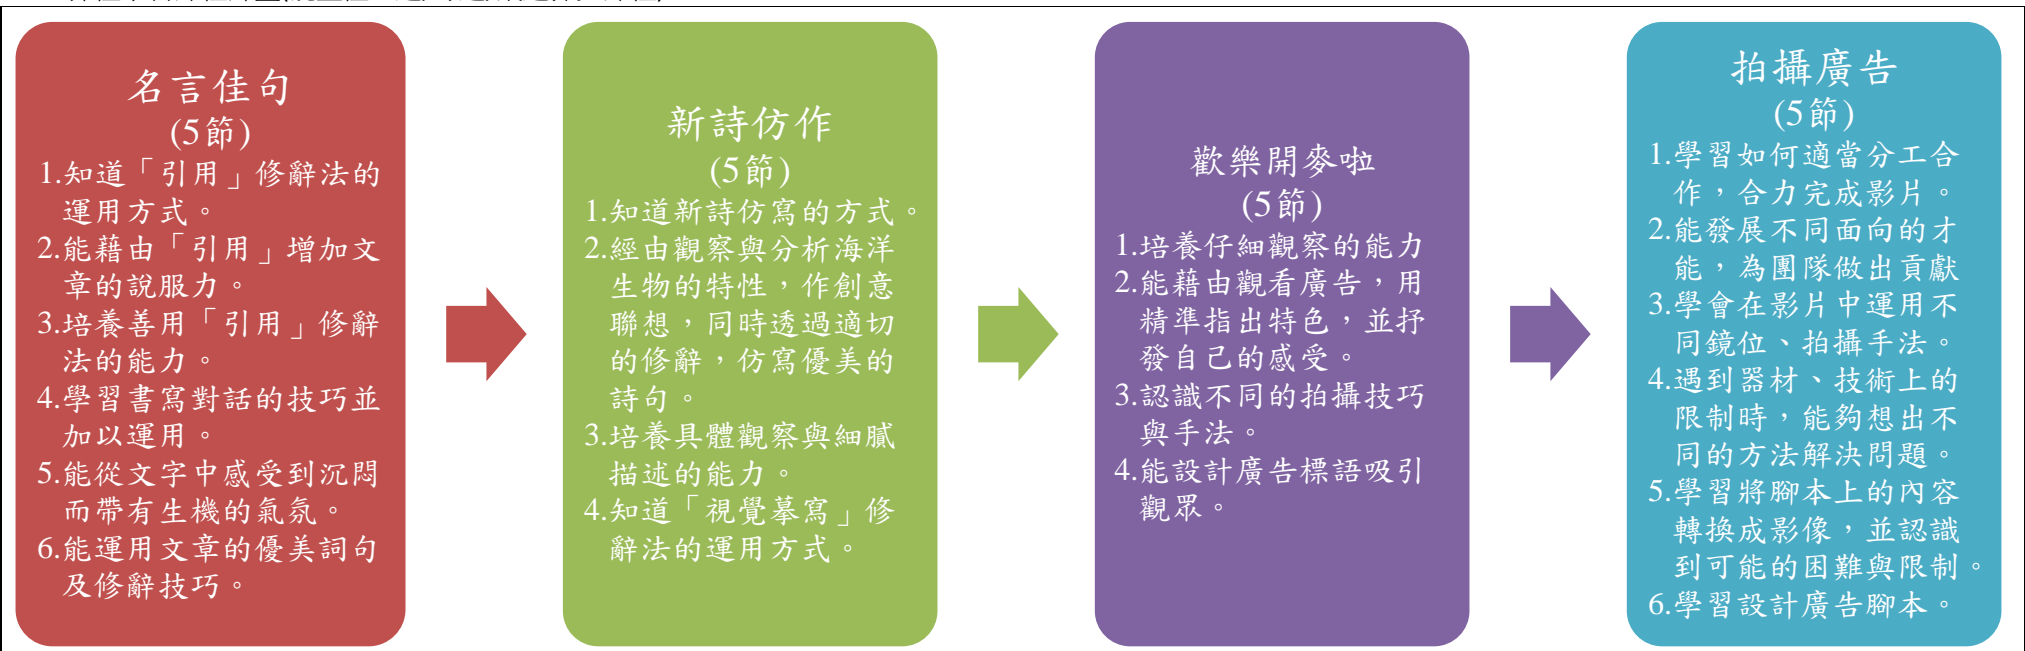 名言佳句
(5節)
1.知道「引用」修辭法的
運用方式。
2.能藉由「引用」增加文
章的說服力。
3.培養善用「引用」修辭
法的能力。
4.學習書寫對話的技巧並
加以運用。
5.能從文字中感受到沉悶
而帶有生機的氣氛。
6.能運用文章的優美詞句
及修辭技巧。
新詩仿作
(5節)
1.知道新詩仿寫的方式。
2.經由觀察與分析海洋
生物的特性，作創意
聯想，同時透過適切
的修辭，仿寫優美的
詩句。
3.培養具體觀察與細膩
描述的能力。
4.知道「視覺摹寫」修
辭法的運用方式。
歡樂開麥啦
(5節)
1.培養仔細觀察的能力
2.能藉由觀看廣告，用
精準指出特色，並抒
發自己的感受。
3.認識不同的拍攝技巧
與手法。
4.能設計廣告標語吸引
觀眾。
拍攝廣告
(5節)
1.學習如何適當分工合
作，合力完成影片。
2.能發展不同面向的才
能，為團隊做出貢獻
3.學會在影片中運用不
同鏡位、拍攝手法。
4.遇到器材、技術上的
限制時，能夠想出不
同的方法解決問題。
5.學習將腳本上的內容
轉換成影像，並認識
到可能的困難與限制。
6.學習設計廣告腳本。